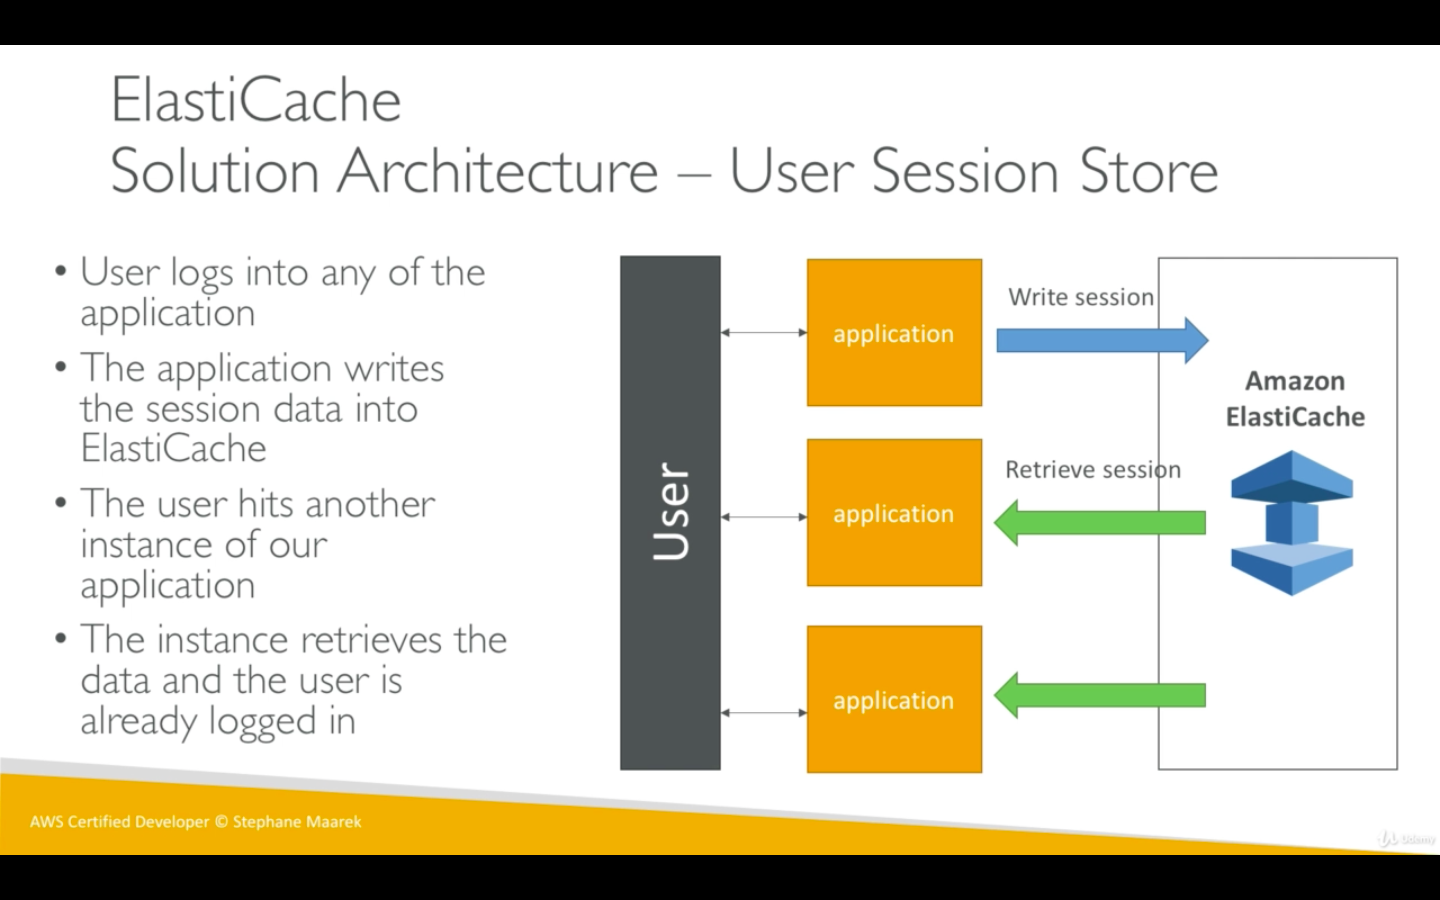 ElastiCache
Solution Architecture – User Session Store
• User logs into any of the
application
• The application writes
the session data into
ElastiCache
• The user hits another
instance of our
application
• The instance retrieves the
data and the user is
already logged in
User
application
application
application
Write session
Retrieve session
Amazon
ElastiCache
AWS Certified Developer © Stephane Maarek
Udemy